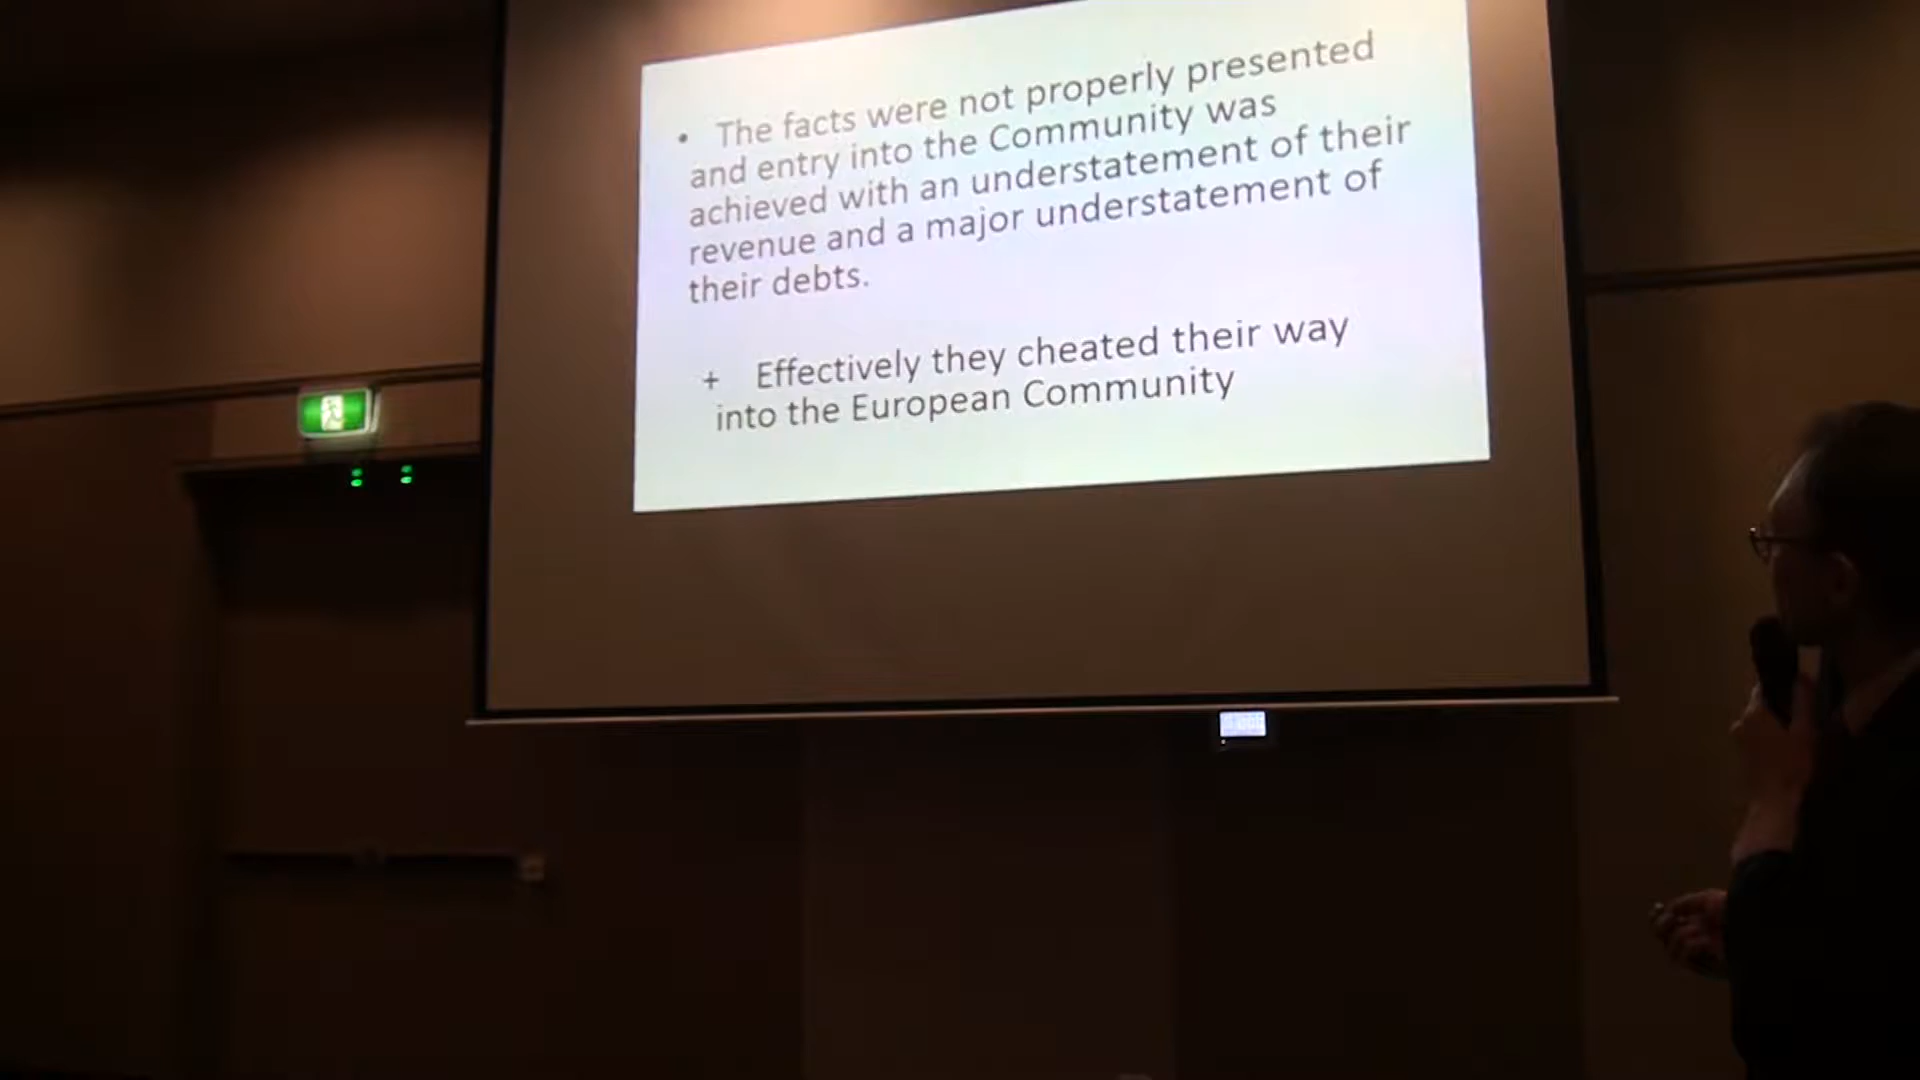 • The facts were not properly presented
and entry into the Community was
achieved with an understatement of their
revenue and a major understatement of
their debts.
+ Effectively they cheated their way
into the European Community